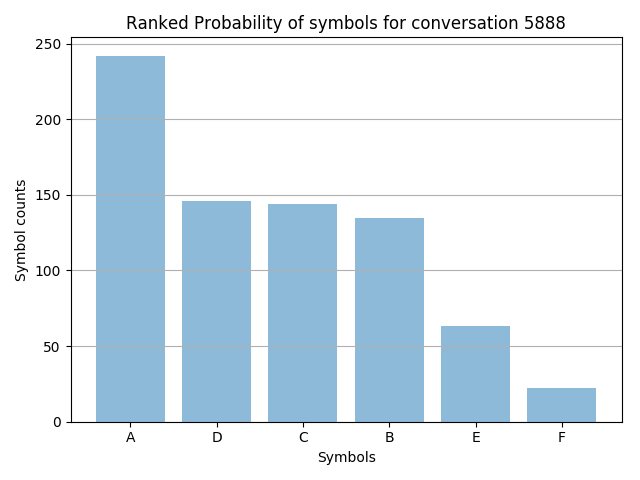 Ranked Probability of symbols for conversation 5888
Symbol counts
250
200
150
100
50
0
A D C B E F
Symbols